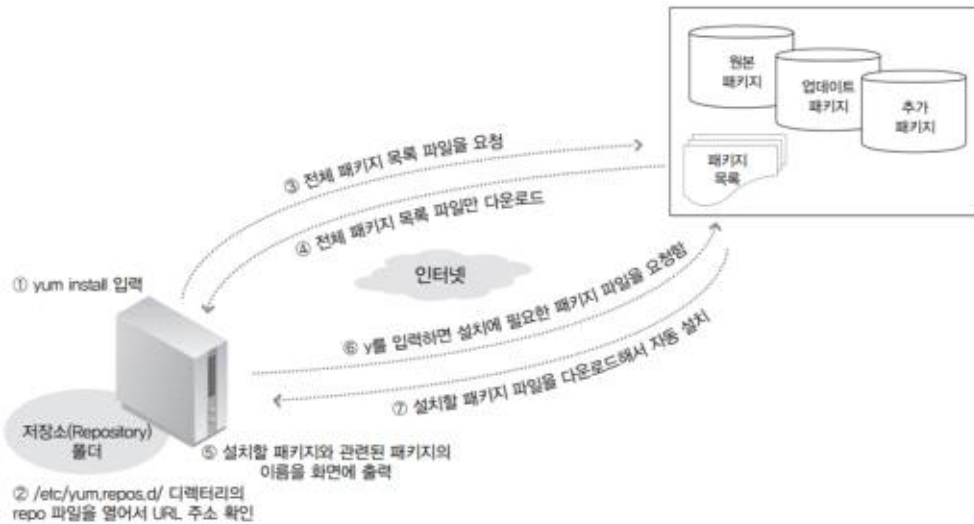 원본
패키지
업데이트
패키지
추가
패키지
패키지
목록
③ 전체 패키지 목록 파일을 요청
④ 전체 패키지 목록 파일만 다운로드
인터넷
① yum install 입력
⑥ y를 입력하면 설치에 필요한 패키지 파일을 요청함
⑦ 설치할 패키지 파일을 다운로드해서 자동 설치
저장소(Repository)
폴더
⑤ 설치할 패키지와 관련된 패키지의
이름을 화면에 출력
② /etc/yum.repos.d/ 디렉터리의
repo 파일을 열어서 URL 주소 확인